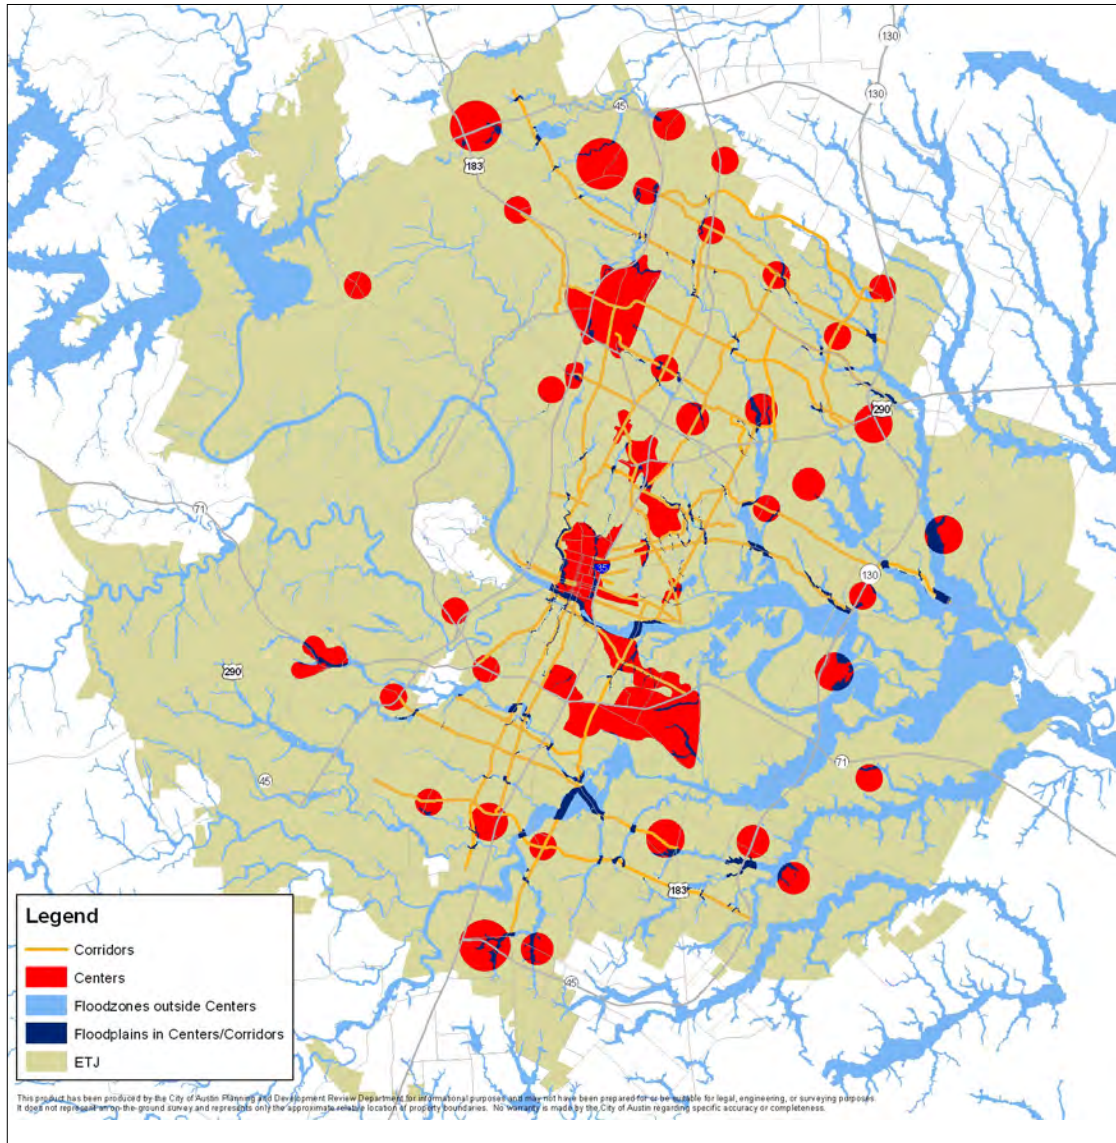 130
130
45
183
71
290
35
130
290
71
45
183
45
Legend
Corridors
Centers
Floodzones outside Centers
Floodplains in Centers/Corridors
ETJ
This product has been produced by the City of Austin Planning and Development Review Department for informational purposes and may not have been prepared for or be suitable for legal, engineering, or surveying purposes.
It does not represent an on-the-ground survey and represents only the approximate relative location of property boundaries. No warranty is made by the City of Austin regarding specific accuracy or completeness.